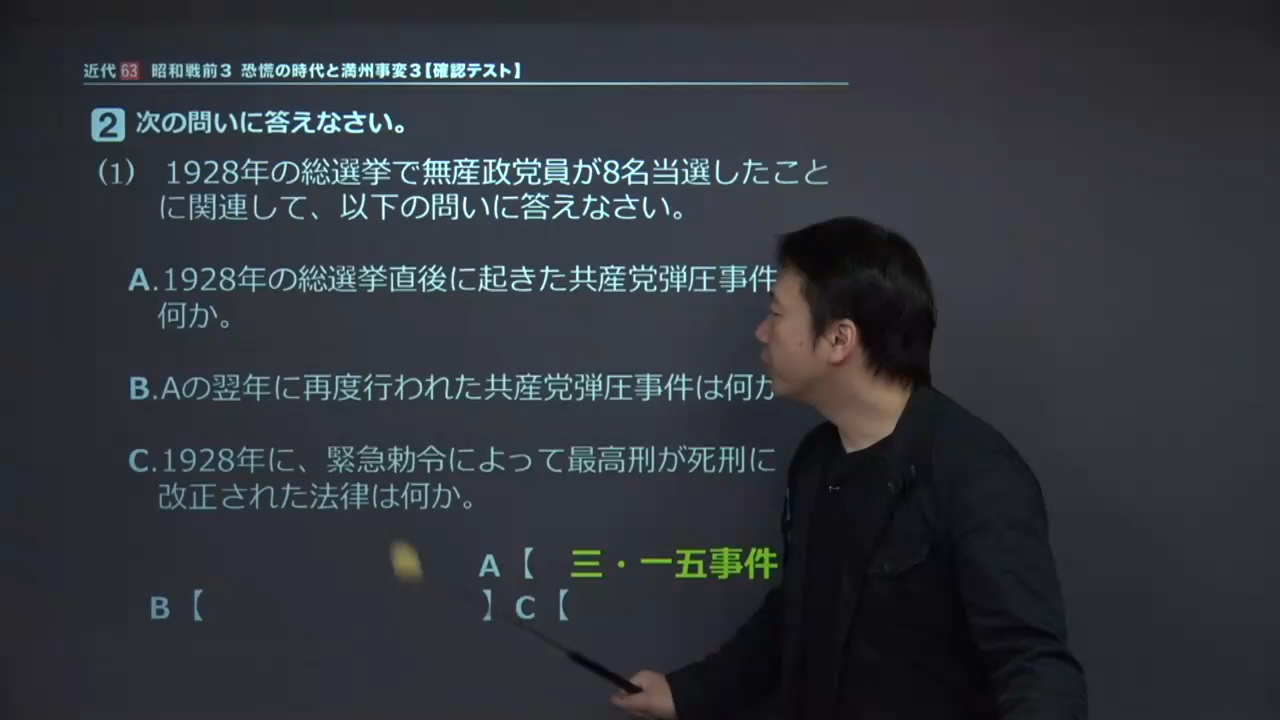 近代 63 昭和戦前3 恐慌の時代と満州事変3【確認テスト】
2 次の問いに答えなさい。
(1) 1928年の総選挙で無産政党員が8名当選したこと
に関連して、以下の問いに答えなさい。
A.1928年の総選挙直後に起きた共産党弾圧事件
何か。
B.Aの翌年に再度行われた共産党弾圧事件は何
C.1928年に、緊急勅令によって最高刑が死刑に
改正された法律は何か。
A【 三・一五事件
B【 】C【